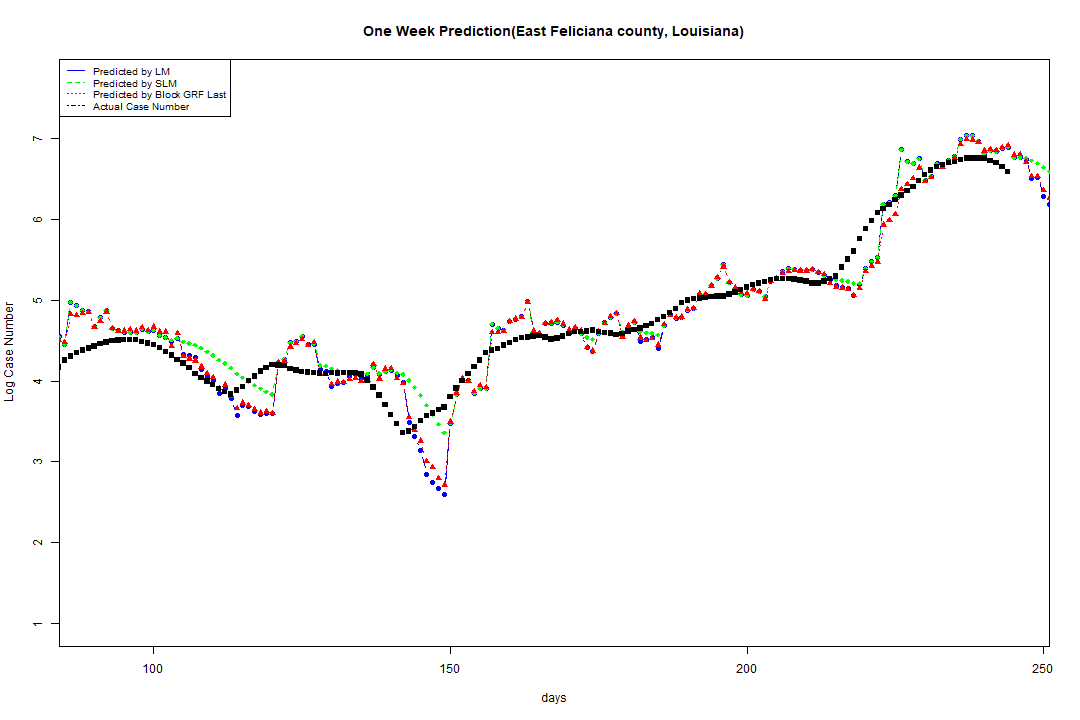 One Week Prediction(East Feliciana county, Louisiana)
Predicted by LM
Predicted by SLM
Predicted by Block GRF Last
Actual Case Number
7
6
5
4
3
2
1
Log Case Number
100 150 200 250
days